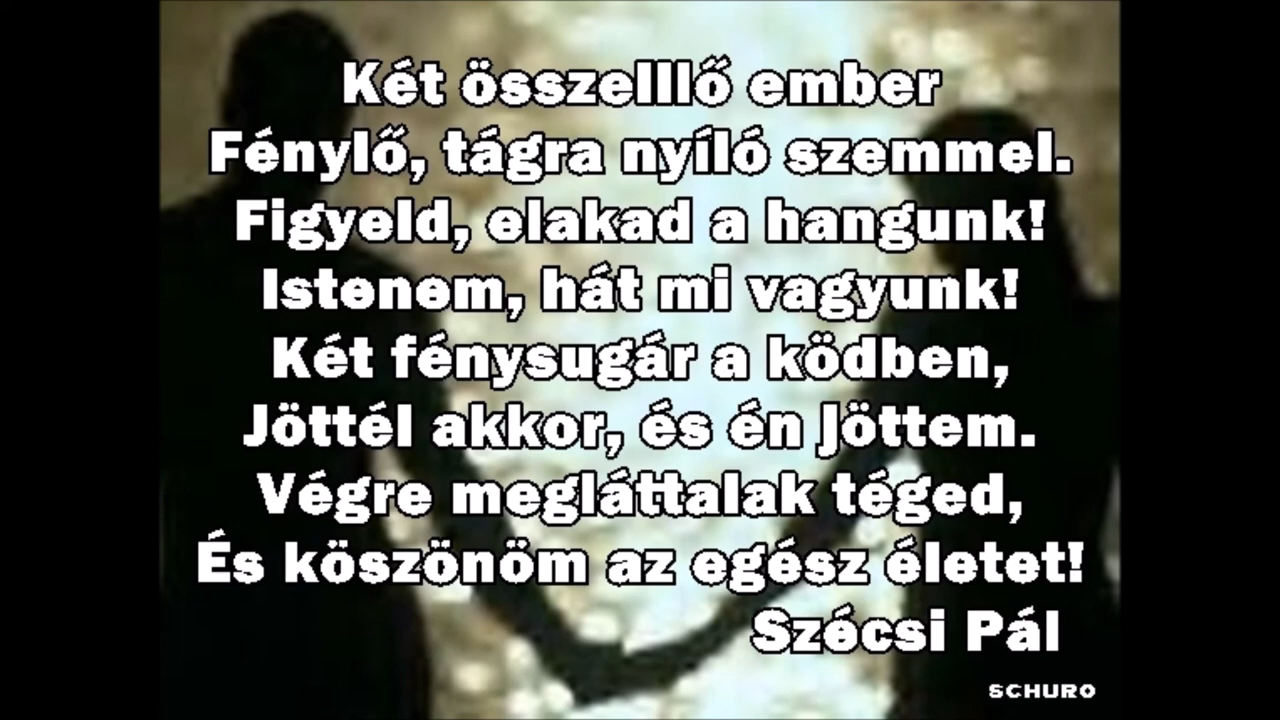 Két összelllő ember
Fénylő, tágra nyíló szemmel.
Figyeld, elakad a hangunk!
Istenem, hát mi vagyunk!
Két fénysugár a ködben,
Jöttél akkor, és én jöttem.
Végre megláttalak téged,
És köszönöm az egész életet!
Szécsi Pál
SCHURO